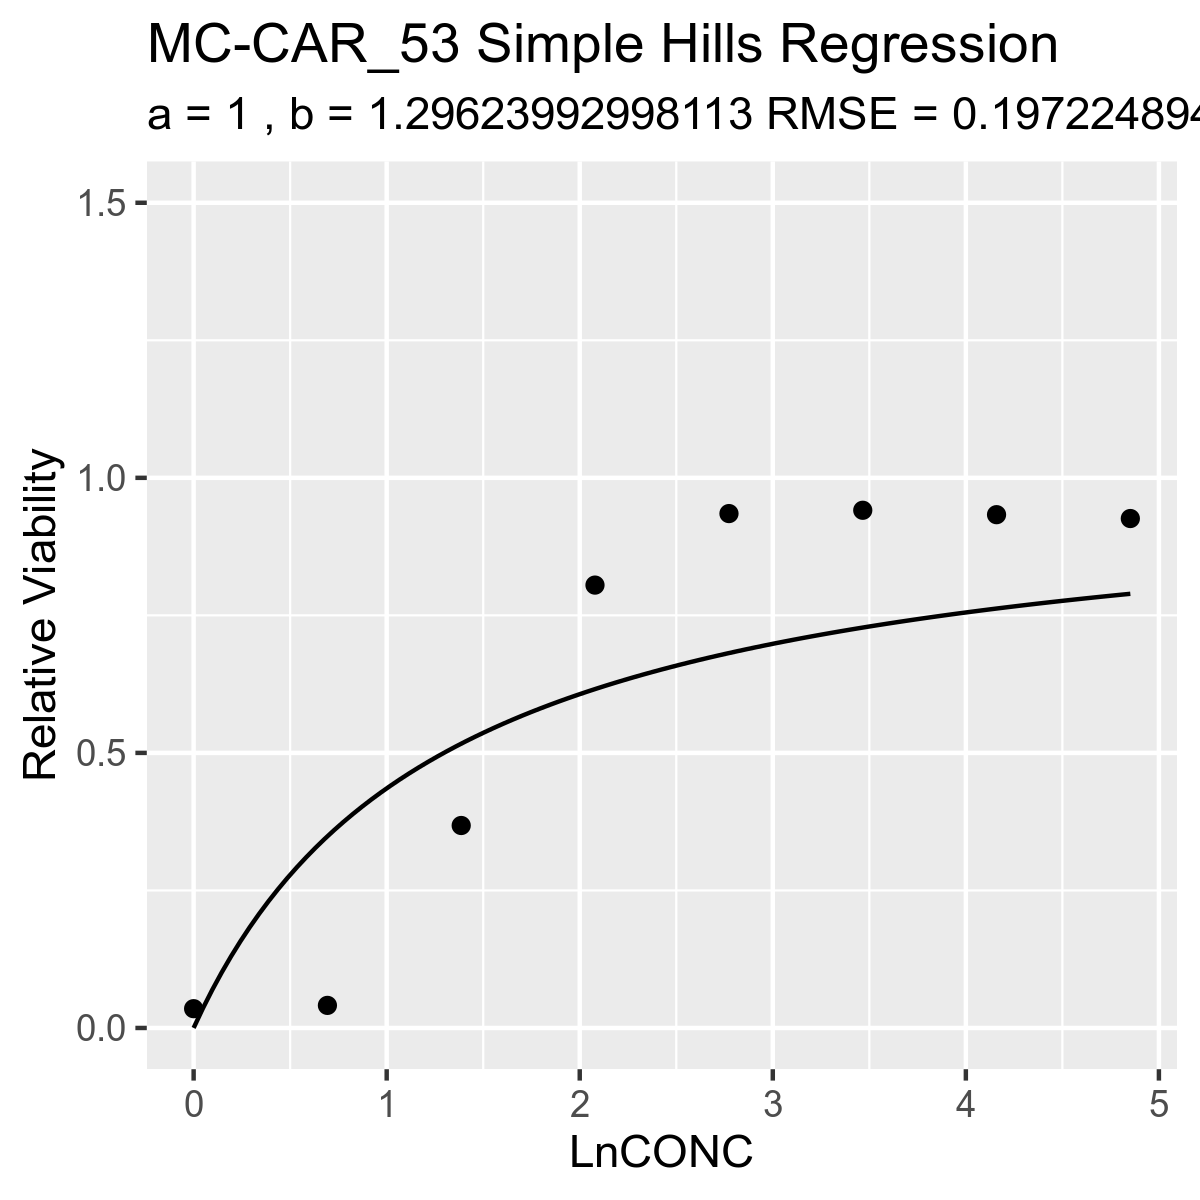 MC-CAR_53 Simple Hills Regression
a = 1 , b = 1.29623992998113 RMSE = 0.197224894
1.5
1.0
0.5
0.0
Relative Viability
0 1 2 3 4 5
LnCONC